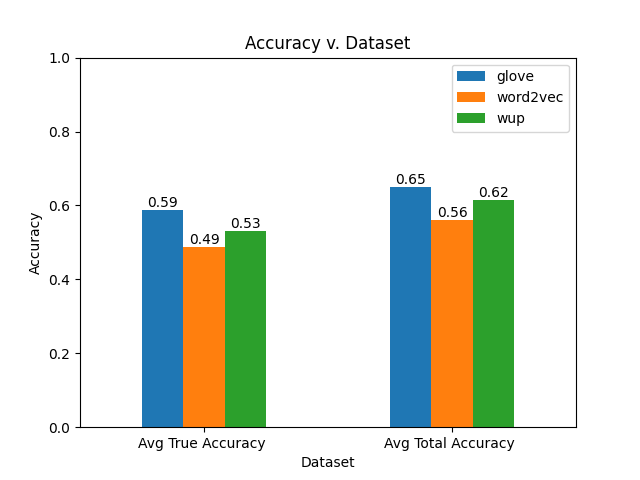 Accuracy v. Dataset
1.0
0.8
0.6
0.4
0.2
0.0
Accuracy
glove
word2vec
wup
0.59
0.49
0.53
0.65
0.56
0.62
Avg True Accuracy
Avg Total Accuracy
Dataset